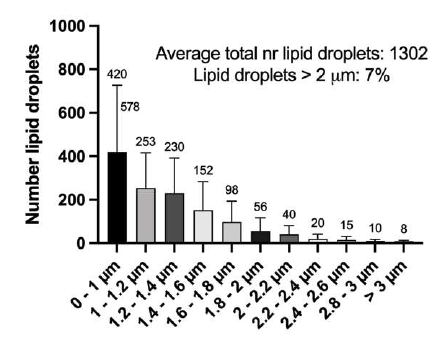 Number lipid droplets
1000
800
600
400
200
0
Average total nr lipid droplets: 1302
Lipid droplets > 2 μm: 7%
420
578
253
230
152
98
56
40
20
15
10
8
0 - 1 μm
1 - 1.2 μm
1.2 - 1.4 μm
1.4 - 1.6 μm
1.6 - 1.8 μm
1.8 - 2 μm
2 - 2.2 μm
2.2 - 2.4 μm
2.4 - 2.6 μm
2.8 - 3 μm
> 3 μm